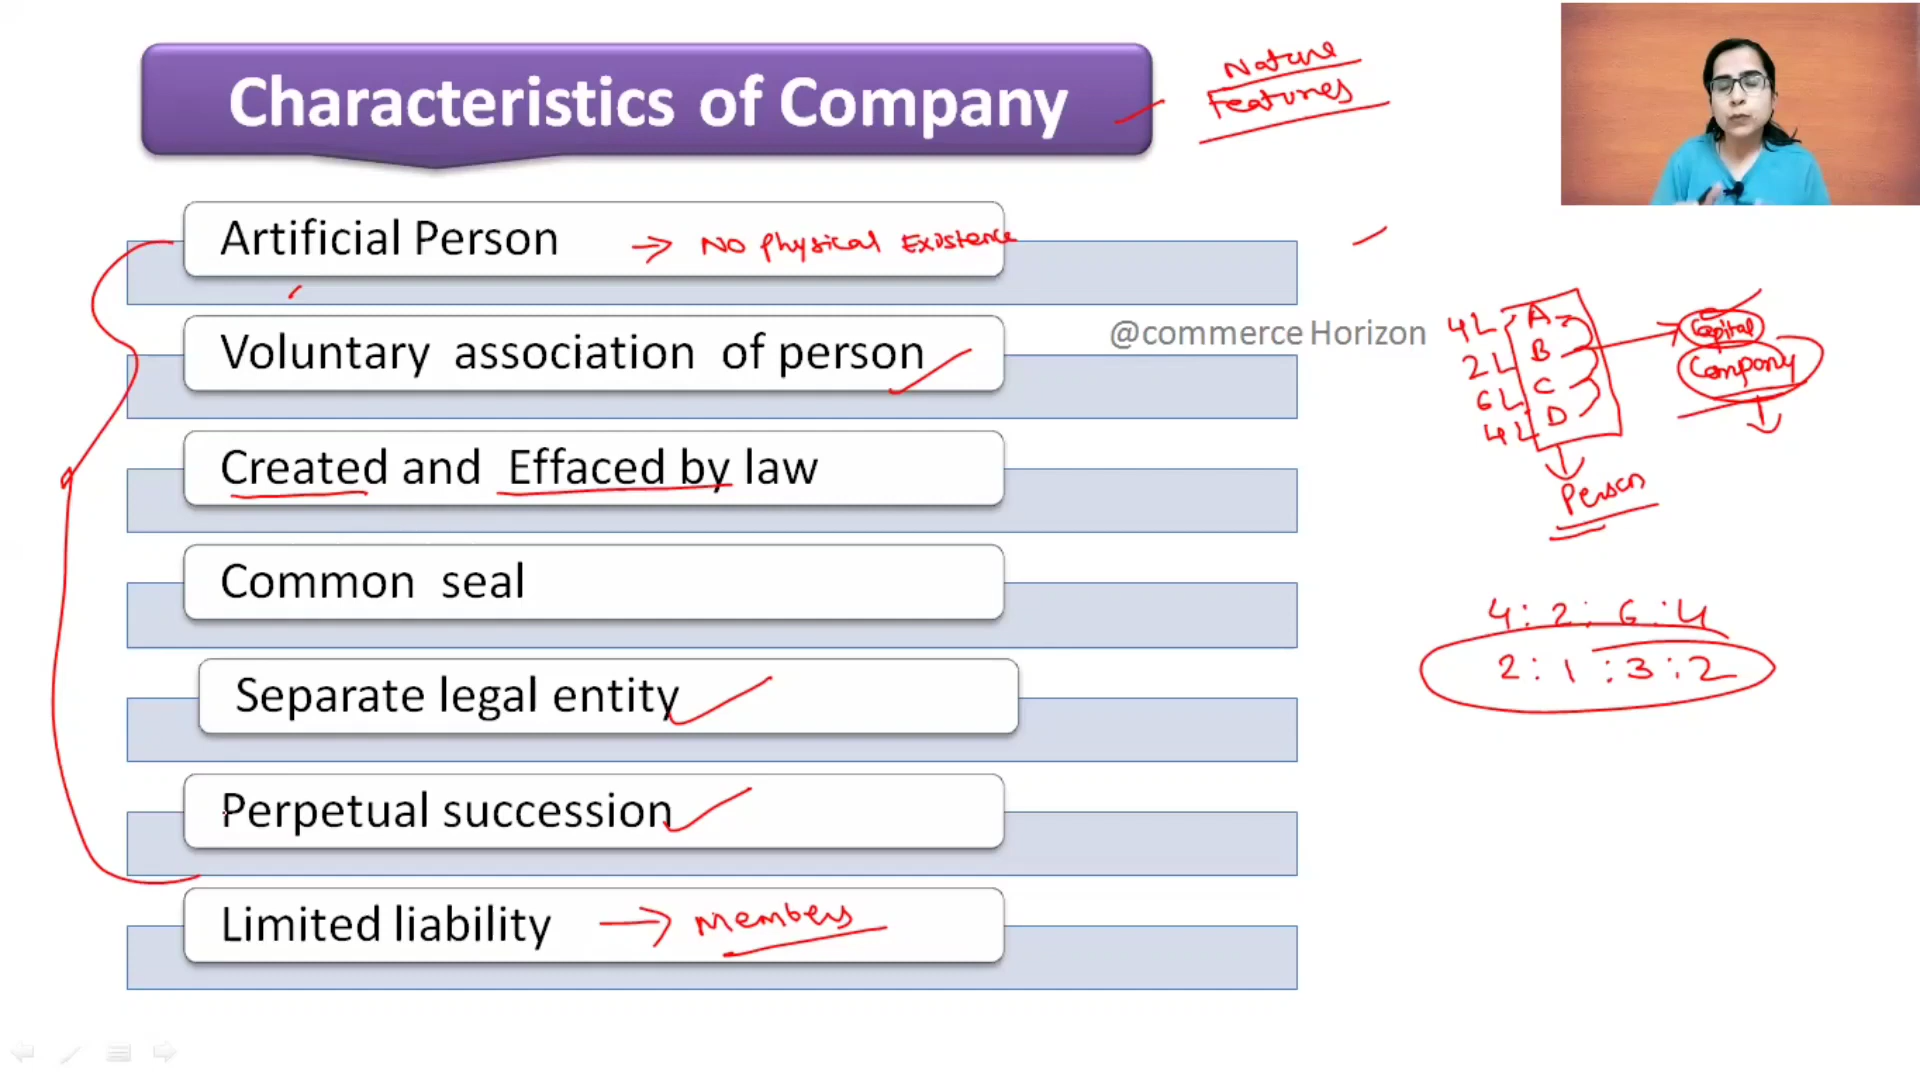 Characteristics of Company
Nature
Features
Artificial Person → No Physical Existence
Voluntary association of person
@commerce Horizon
Created and Effaced by law
Common seal
Separate legal entity
Perpetual succession
Limited liability → Members
4L A
2L B
6L C
4L D
Capital
Company
Person
4 : 2 : 6 : 4
2 : 1 : 3 : 2